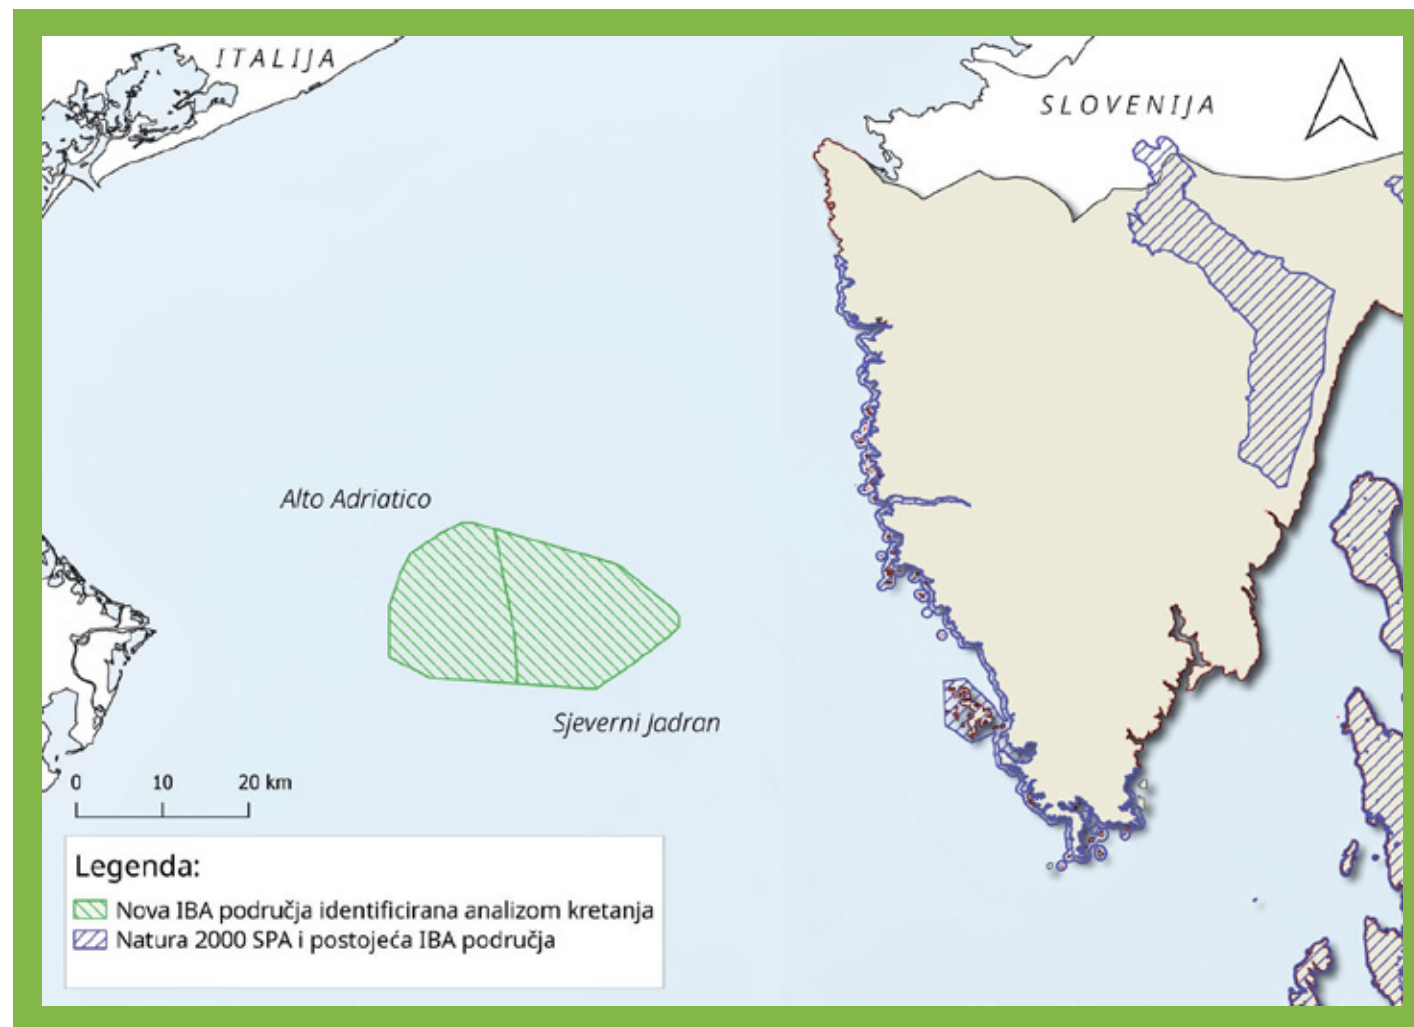 ITALIJA
SLOVENIJA
Alto Adriatico
Sjeverni Jadran
0 10 20 km
Legenda:
Nova IBA područja identificirana analizom kretanja
Natura 2000 SPA i postojeća IBA područja